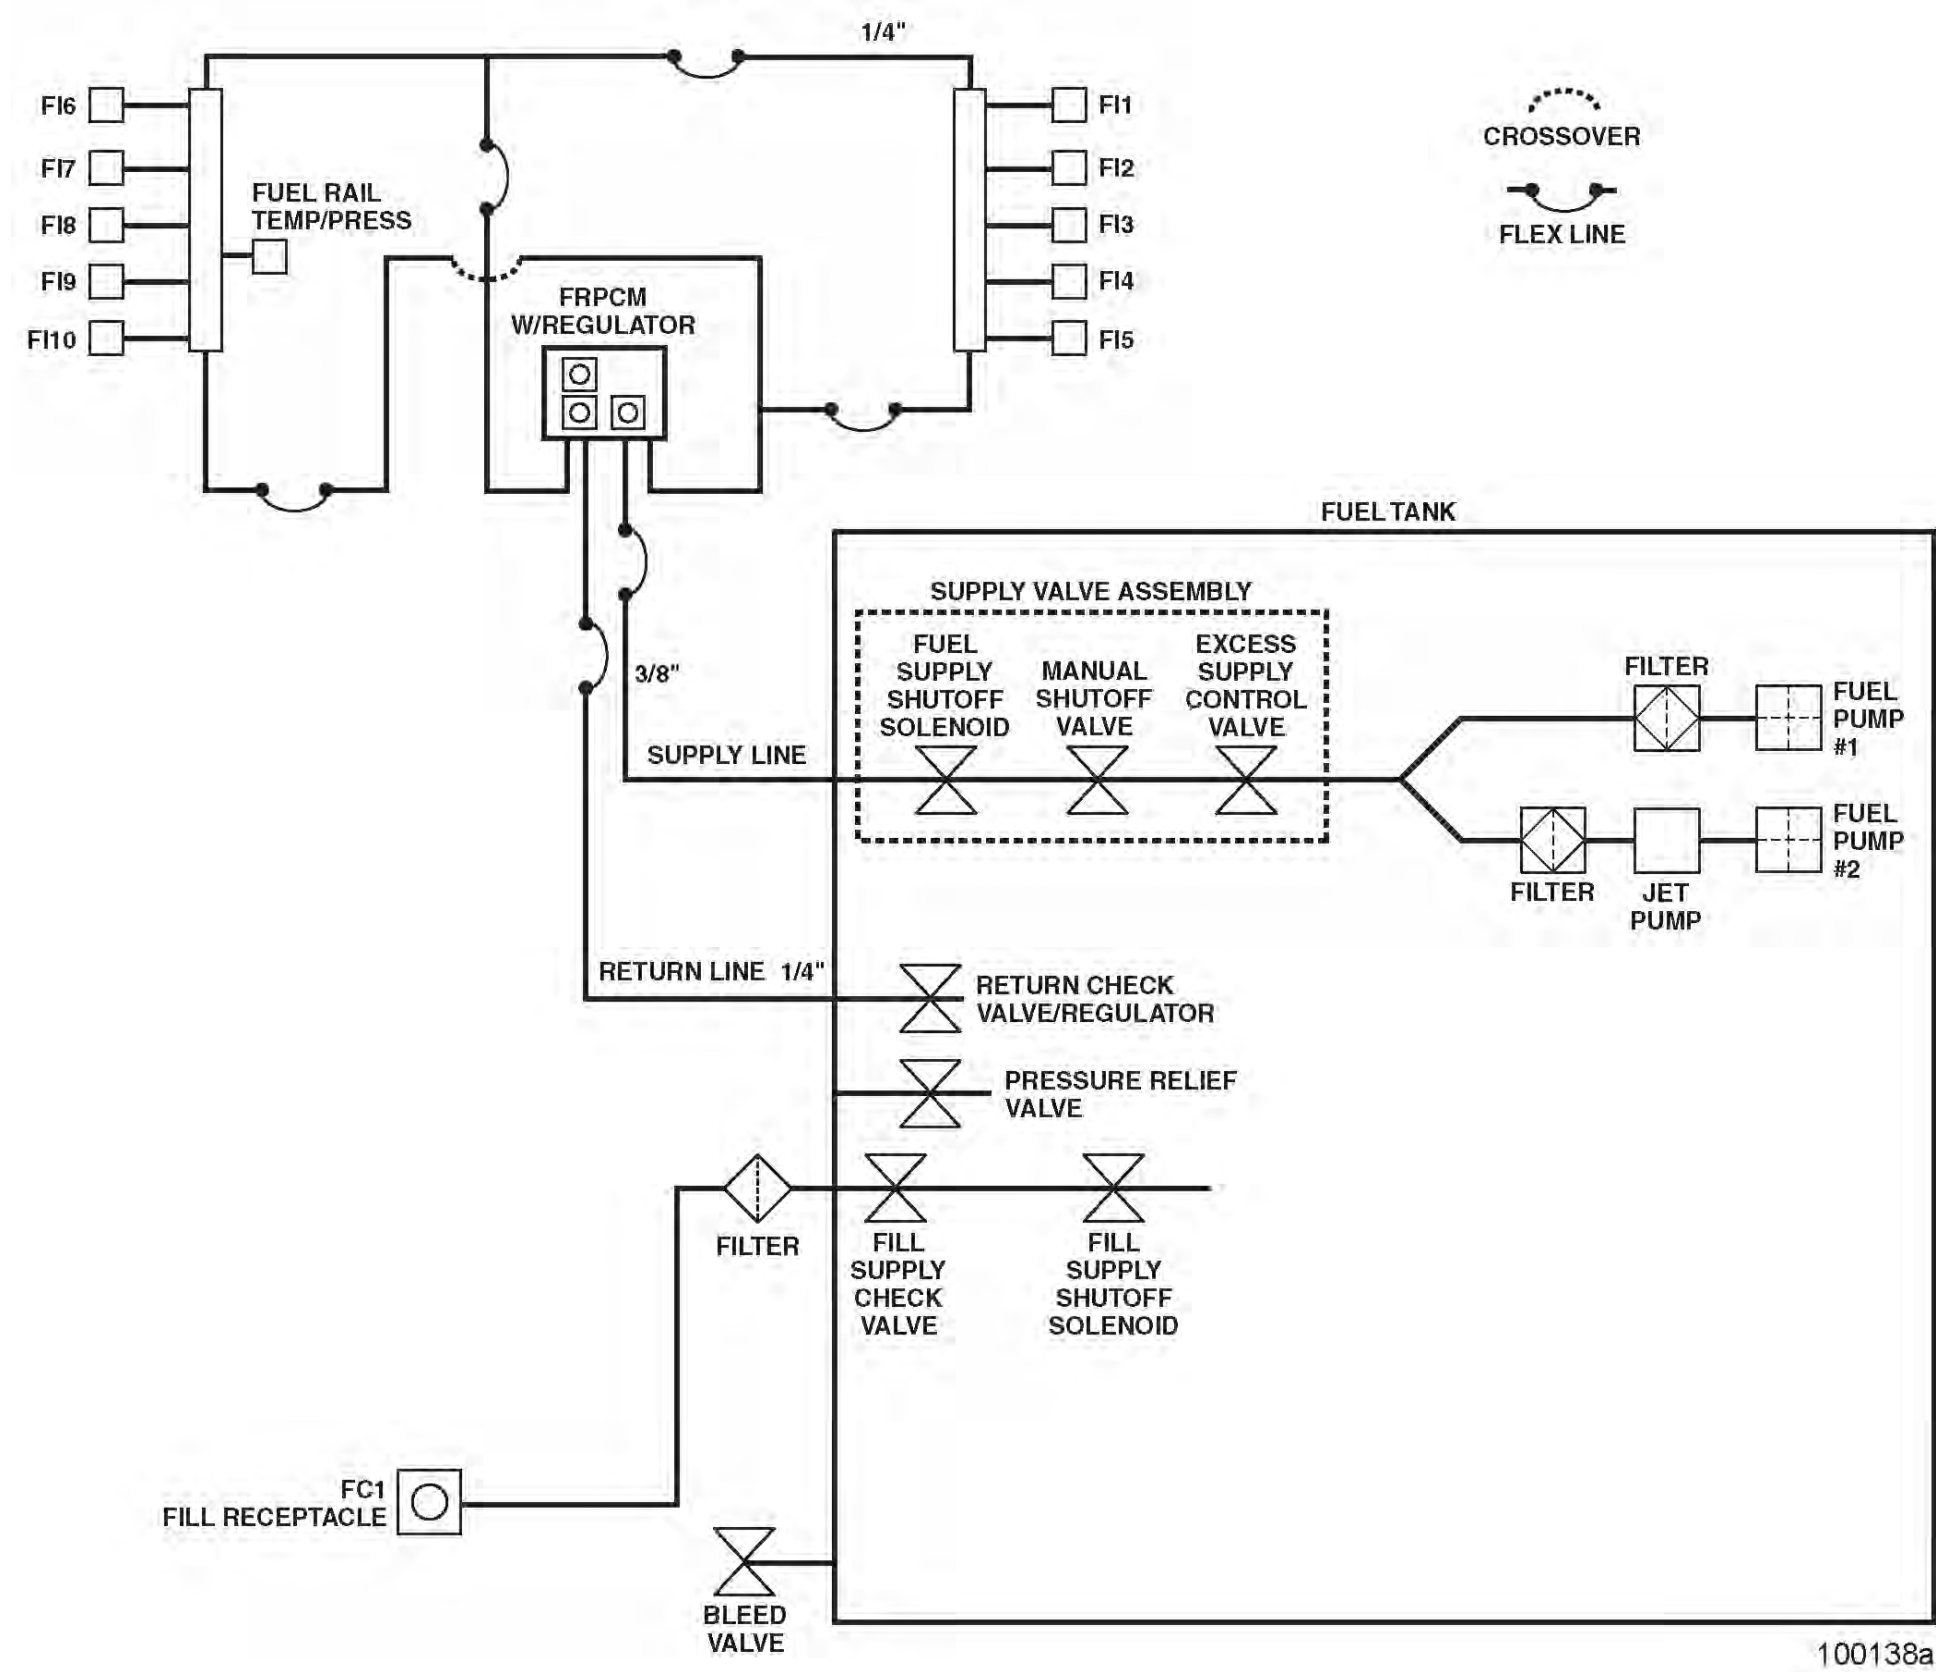 1/4"
FI6
FI7
FI8
FI9
FI10
FUEL RAIL
TEMP/PRESS
FI1
FI2
FI3
FI4
FI5
CROSSOVER
FLEX LINE
FRPCM
W/REGULATOR
FUEL TANK
SUPPLY VALVE ASSEMBLY
FUEL
SUPPLY
SHUTOFF
SOLENOID
MANUAL
SHUTOFF
VALVE
EXCESS
SUPPLY
CONTROL
VALVE
FILTER
FUEL
PUMP
#1
3/8"
SUPPLY LINE
FILTER
JET
PUMP
FUEL
PUMP
#2
RETURN LINE 1/4"
RETURN CHECK
VALVE/REGULATOR
PRESSURE RELIEF
VALVE
FILTER
FILL
SUPPLY
CHECK
VALVE
FILL
SUPPLY
SHUTOFF
SOLENOID
FC1
FILL RECEPTACLE
BLEED
VALVE
100138a